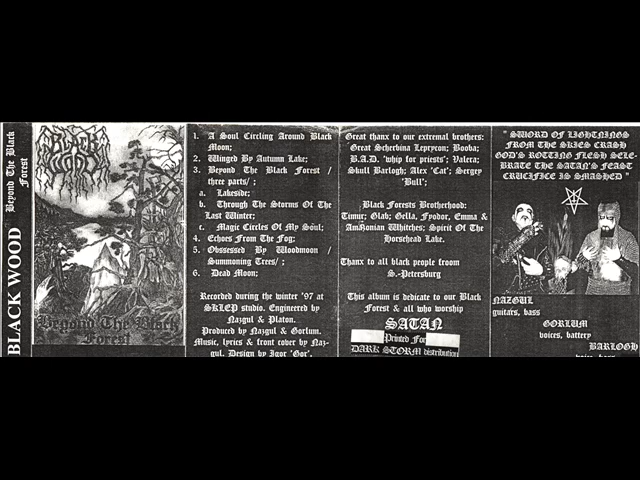 BLACK WOOD
Beyond The Black
Forest
BLACK
WOOD
Beyond The Black
Forest
1. A Soul Circling Around Black
Moon;
2. Winged By Autumn Lake;
3. Beyond The Black Forest /
three parts/ ;
a. Lakeside;
b. Through The Storms Of The
Last Winter;
c. Magic Circles Of My Soul;
4. Echoes From The Fog;
5. Obssessed By Woodmoon /
Summoning Trees/ ;
6. Dead Moon;
Recorded during the winter '97 at
SKLEP studio. Engineered by
Nazgul & Platon.
Produced by Nazgul & Gorlum.
Music, lyrics & front cover by Naz-
gul. Design by Igor 'Gor'.
Great thanx to our extremal brothers:
Great Scherbina Leprycon; Booba;
B.A.D. 'whip for priests'; Valera;
Skull Barlogh; Alex 'Cat'; Sergey
'Bull';
Black Forests Brotherhood:
Timur; Glab; Gella, Fyodor, Emma &
Whitches; Spirit Of The
Horsehead Lake.
Thanx to all black people froom
S.-Petersburg
This album is dedicate to our Black
Forest & all who worship
SATAN
Printed For
DARK STORM distribution
" SWORD OF LIGHTNINGS
FROM THE SKIES CRASH
GOD'S ROTTING FLESH SELE-
BRATE THE SATAN'S FEAST
CRUCIFICE IS SMASHED "
NAZGUL
guitars, bass
GORLUM
voices, battery
BARLOGH